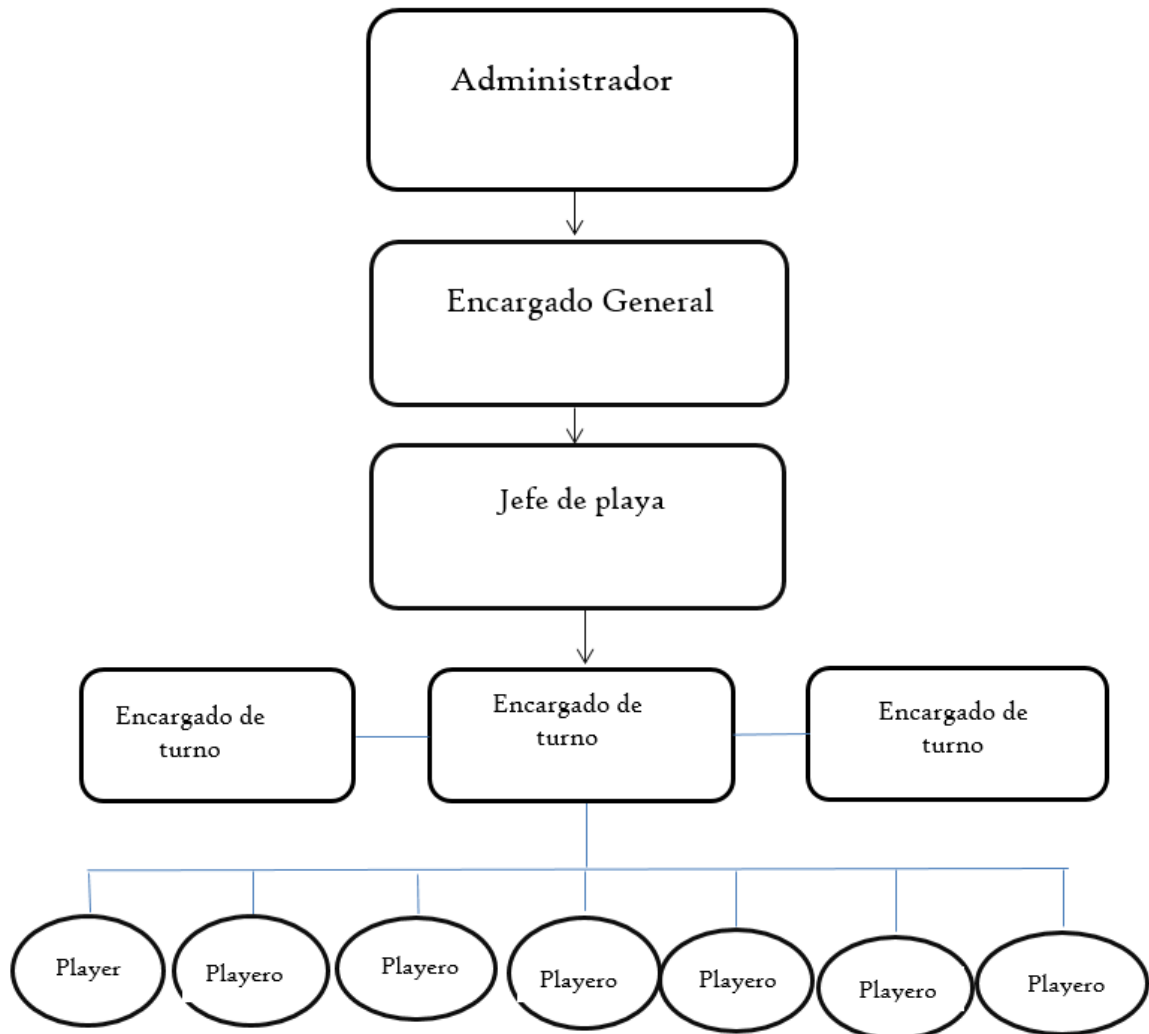 Administrador
Encargado General
Jefe de playa
Encargado de
turno
Encargado de
turno
Encargado de
turno
Player
Playero
Playero
Playero
Playero
Playero
Playero